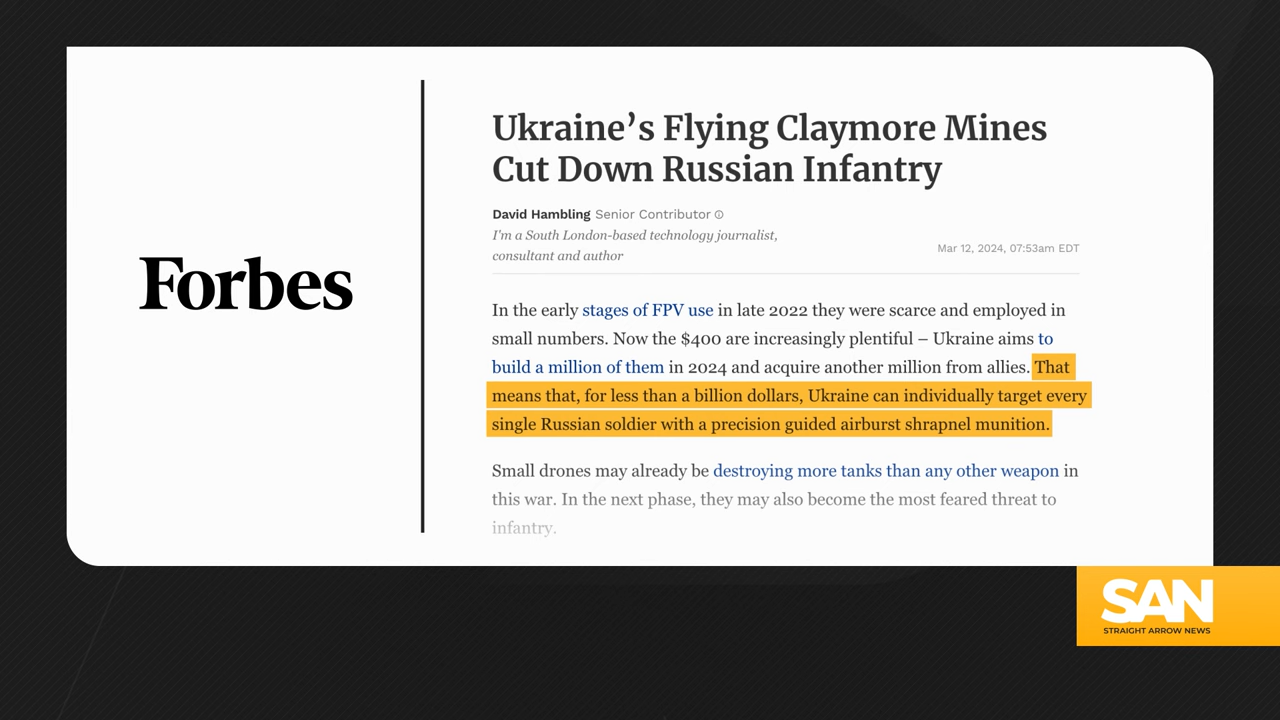 Forbes
Ukraine’s Flying Claymore Mines
Cut Down Russian Infantry
David Hambling Senior Contributor
I'm a South London-based technology journalist,
consultant and author
Mar 12, 2024, 07:53am EDT
In the early stages of FPV use in late 2022 they were scarce and employed in
small numbers. Now the $400 are increasingly plentiful – Ukraine aims to
build a million of them in 2024 and acquire another million from allies. That
means that, for less than a billion dollars, Ukraine can individually target every
single Russian soldier with a precision guided airburst shrapnel munition.
Small drones may already be destroying more tanks than any other weapon in
this war. In the next phase, they may also become the most feared threat to
infantry.
SAN
STRAIGHT ARROW NEWS